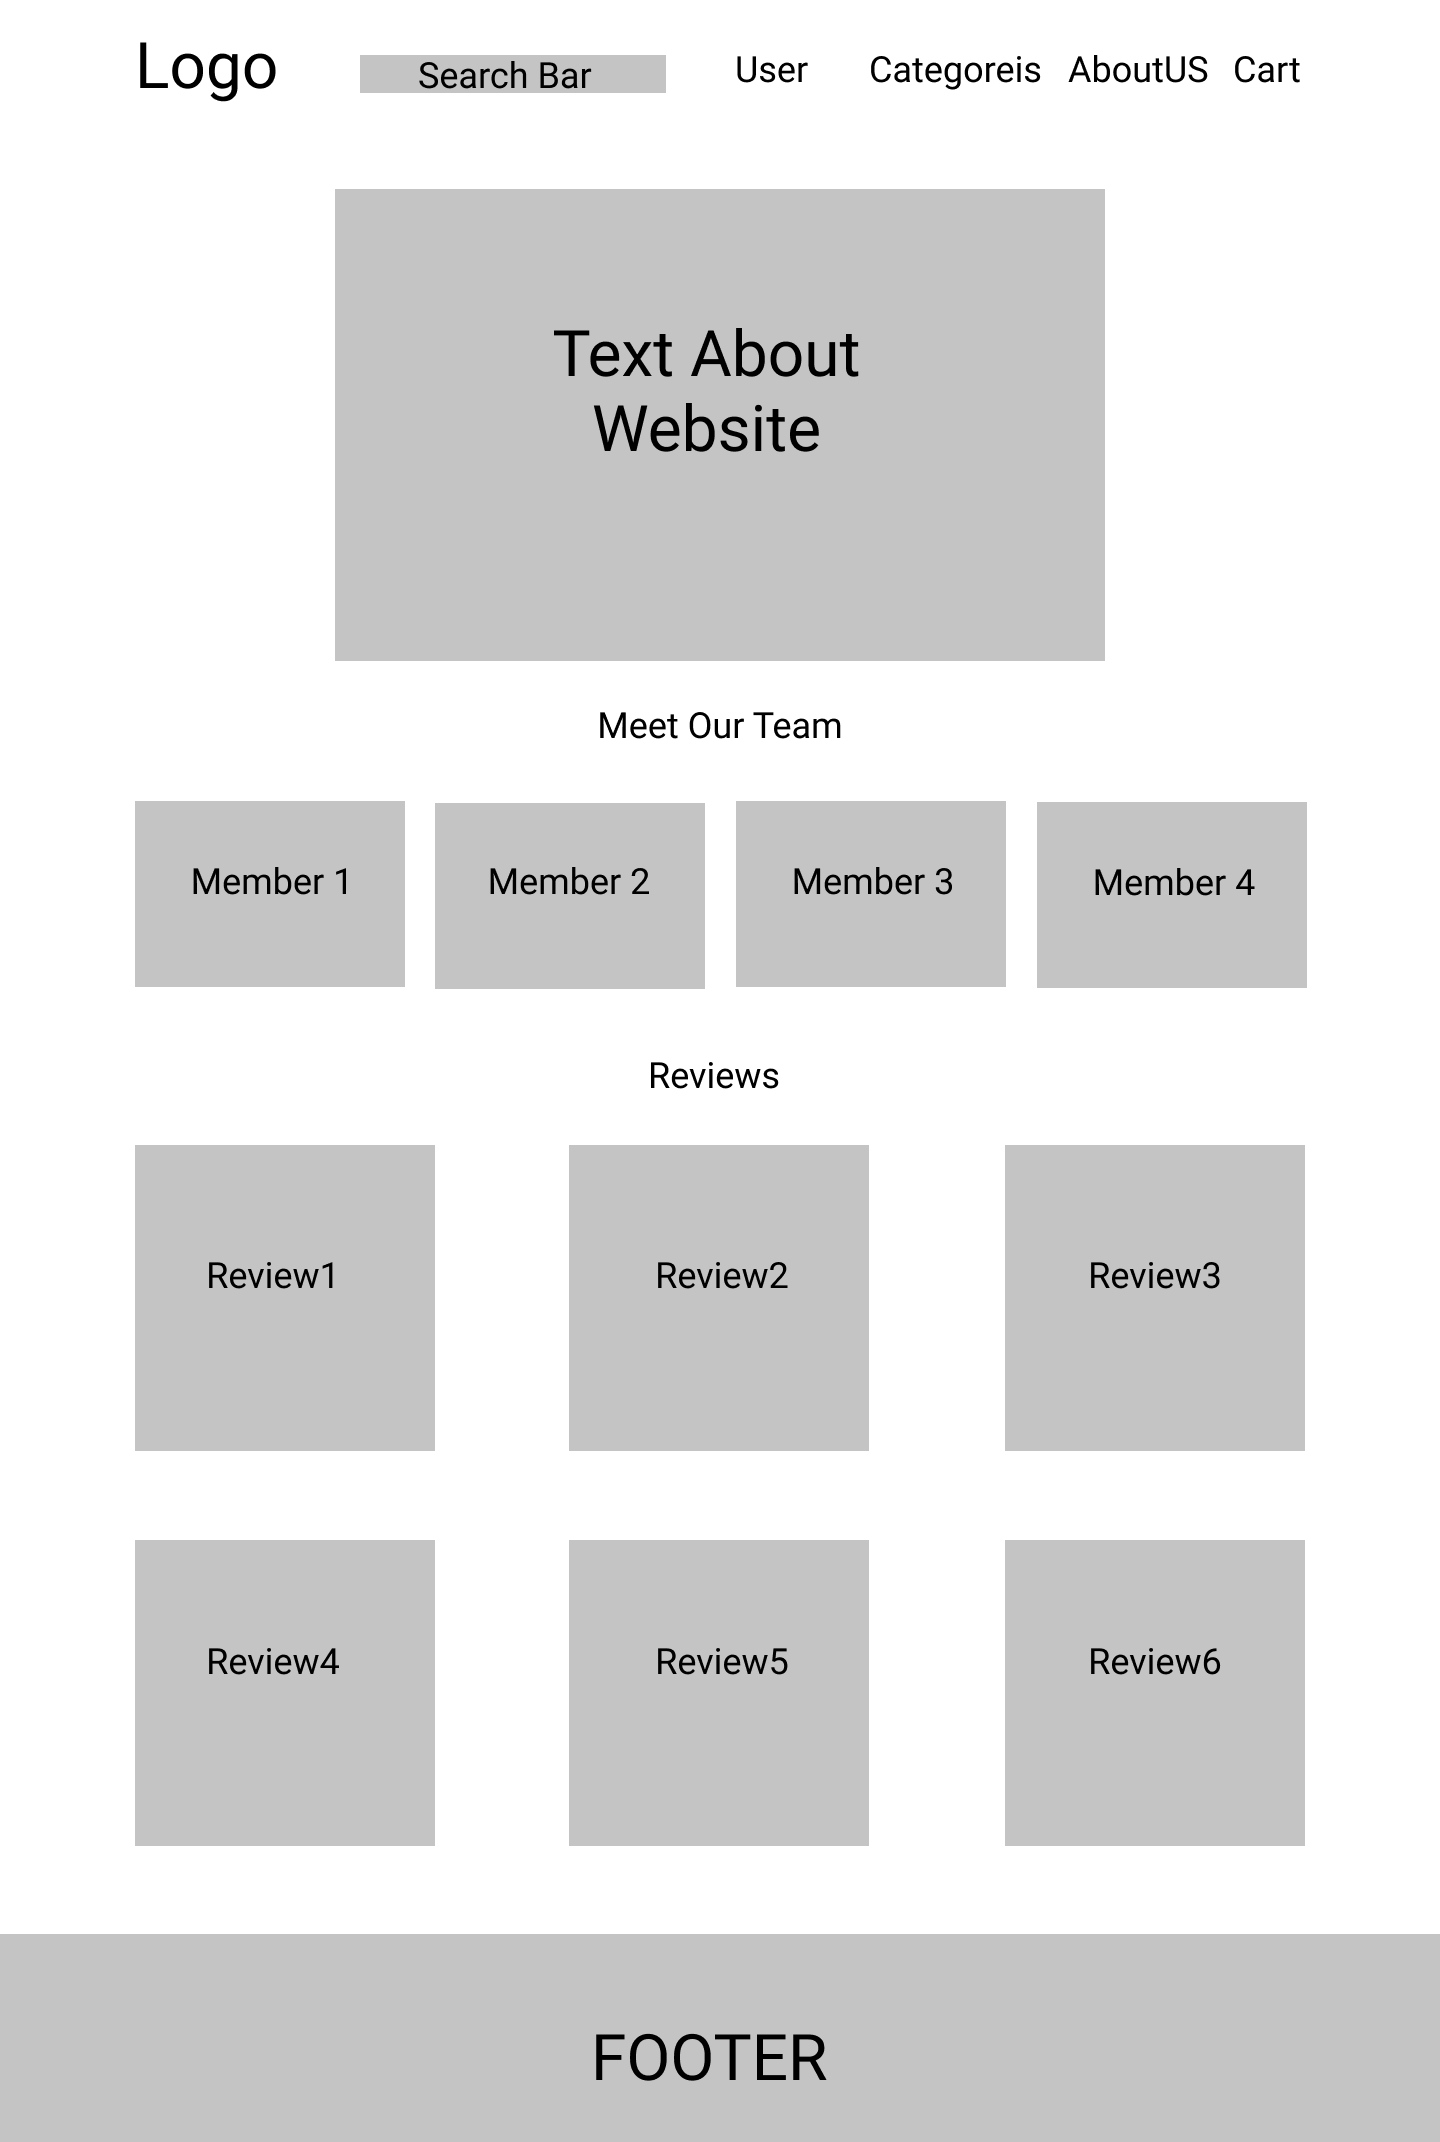 Logo
Search Bar
User
Categoreis
AboutUS
Cart
Text About
Website
Meet Our Team
Member 1
Member 2
Member 3
Member 4
Reviews
Review1
Review2
Review3
Review4
Review5
Review6
FOOTER